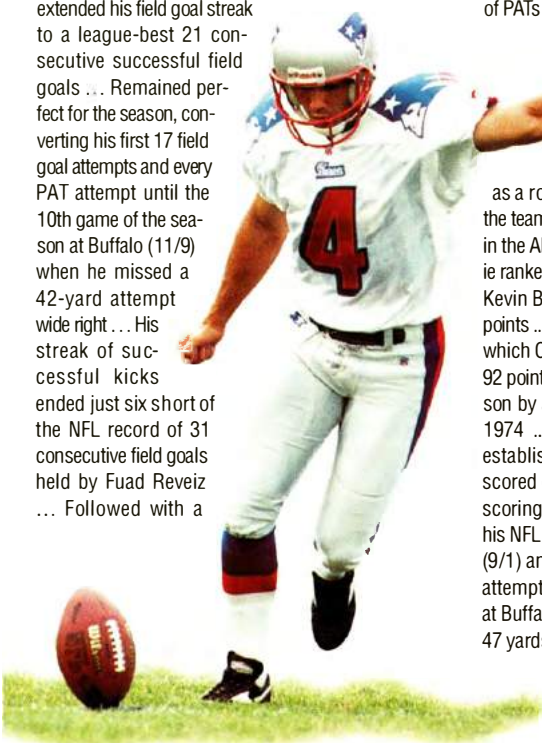 extended his field goal streak
to a league-best 21 con-
secutive successful field
goals ... Remained per-
fect for the season, con-
verting his first 17 field
goal attempts and every
PAT attempt until the
10th game of the sea-
son at Buffalo (11/9)
when he missed a
42-yard attempt
wide right ... His
streak of suc-
cessful kicks
ended just six short of
the NFL record of 31
consecutive field goals
held by Fuad Reveiz
... Followed with a
4
Wilson
of PATs
as a ro
the team
in the A
ie ranke
Kevin B
points ..
which C
92 point
son by
1974 ..
establis
scored
scoring
his NFL
(9/1) an
attempt
at Buffa
47 yards